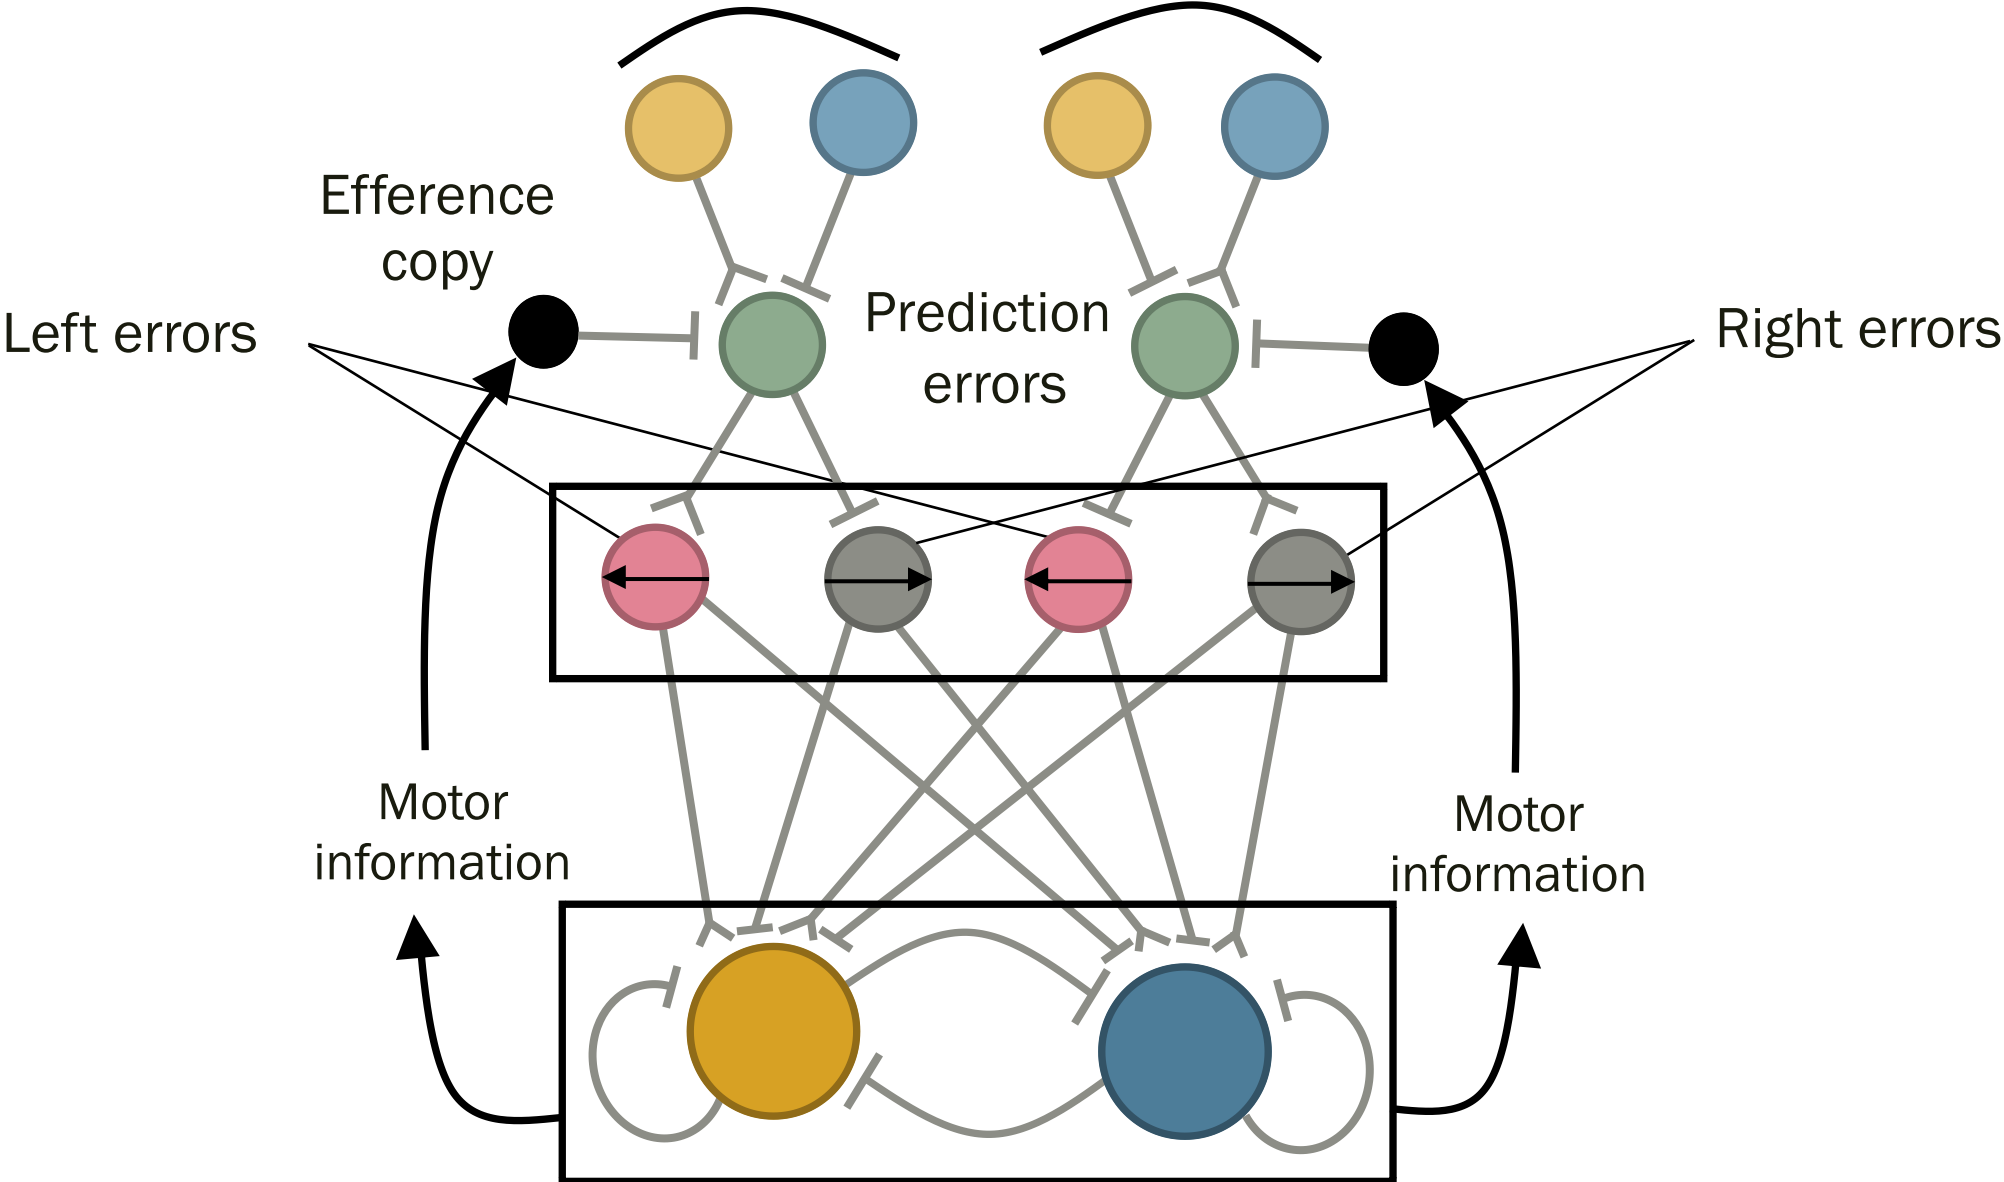 Efference
copy
Left errors
Prediction
errors
Right errors
Motor
information
Motor
information